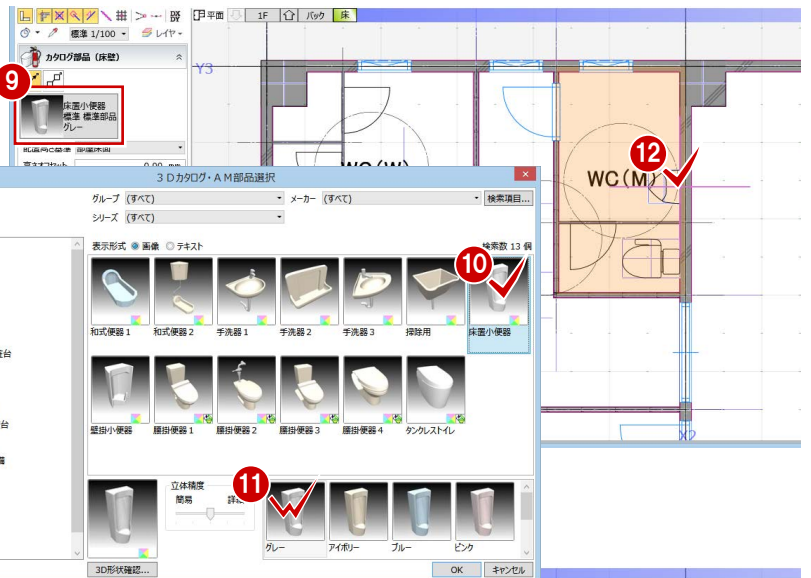 標準 1/100
レイヤ
平面
1F
バック
床
カタログ部品（床壁）
9
床置小便器
標準 標準部品
グレー
0.00 mm
Y3
WC(W)
WC(M)
12
X2
3Dカタログ・AM部品選択
グループ (すべて)
メーカー (すべて)
検索項目...
シリーズ (すべて)
表示形式 画像 テキスト
検索数 13 個
10
和式便器1
和式便器2
手洗器1
手洗器2
手洗器3
掃除用
床置小便器
壁掛小便器
腰掛便器1
腰掛便器2
腰掛便器3
腰掛便器4
タンクレストイレ
台
台
立体精度
簡易
11
グレー
アイボリー
ブルー
ピンク
3D形状確認...
OK
キャンセル